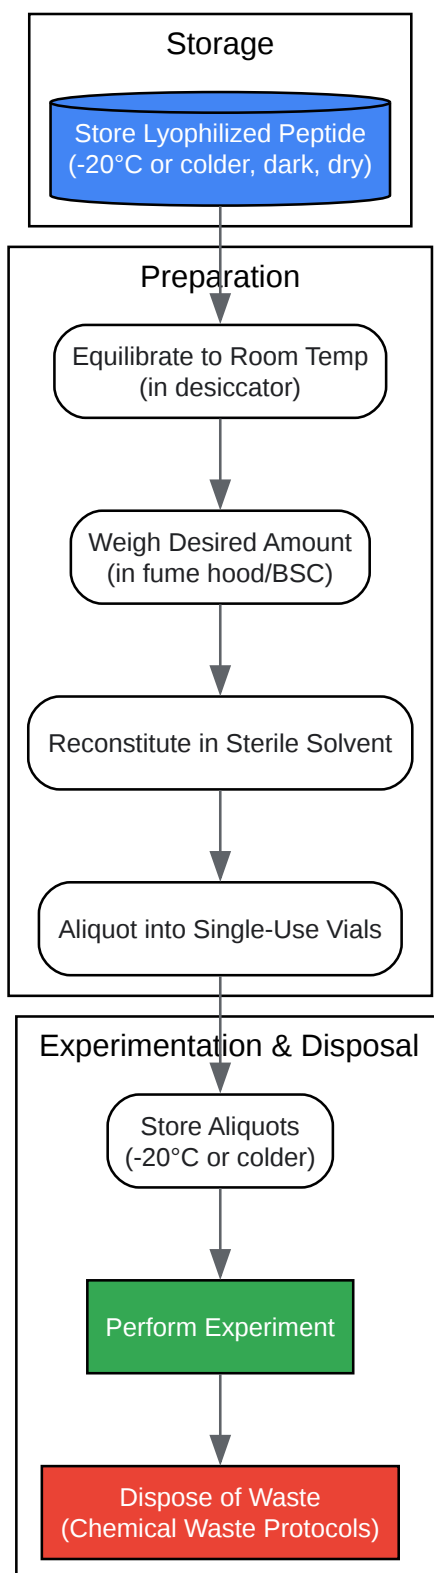 Storage
Store Lyophilized Peptide
(-20°C or colder, dark, dry)
Preparation
Equilibrate to Room Temp
(in desiccator)
Weigh Desired Amount
(in fume hood/BSC)
Reconstitute in Sterile Solvent
Aliquot into Single-Use Vials
Experimentation & Disposal
Store Aliquots
(-20°C or colder)
Perform Experiment
Dispose of Waste
(Chemical Waste Protocols)